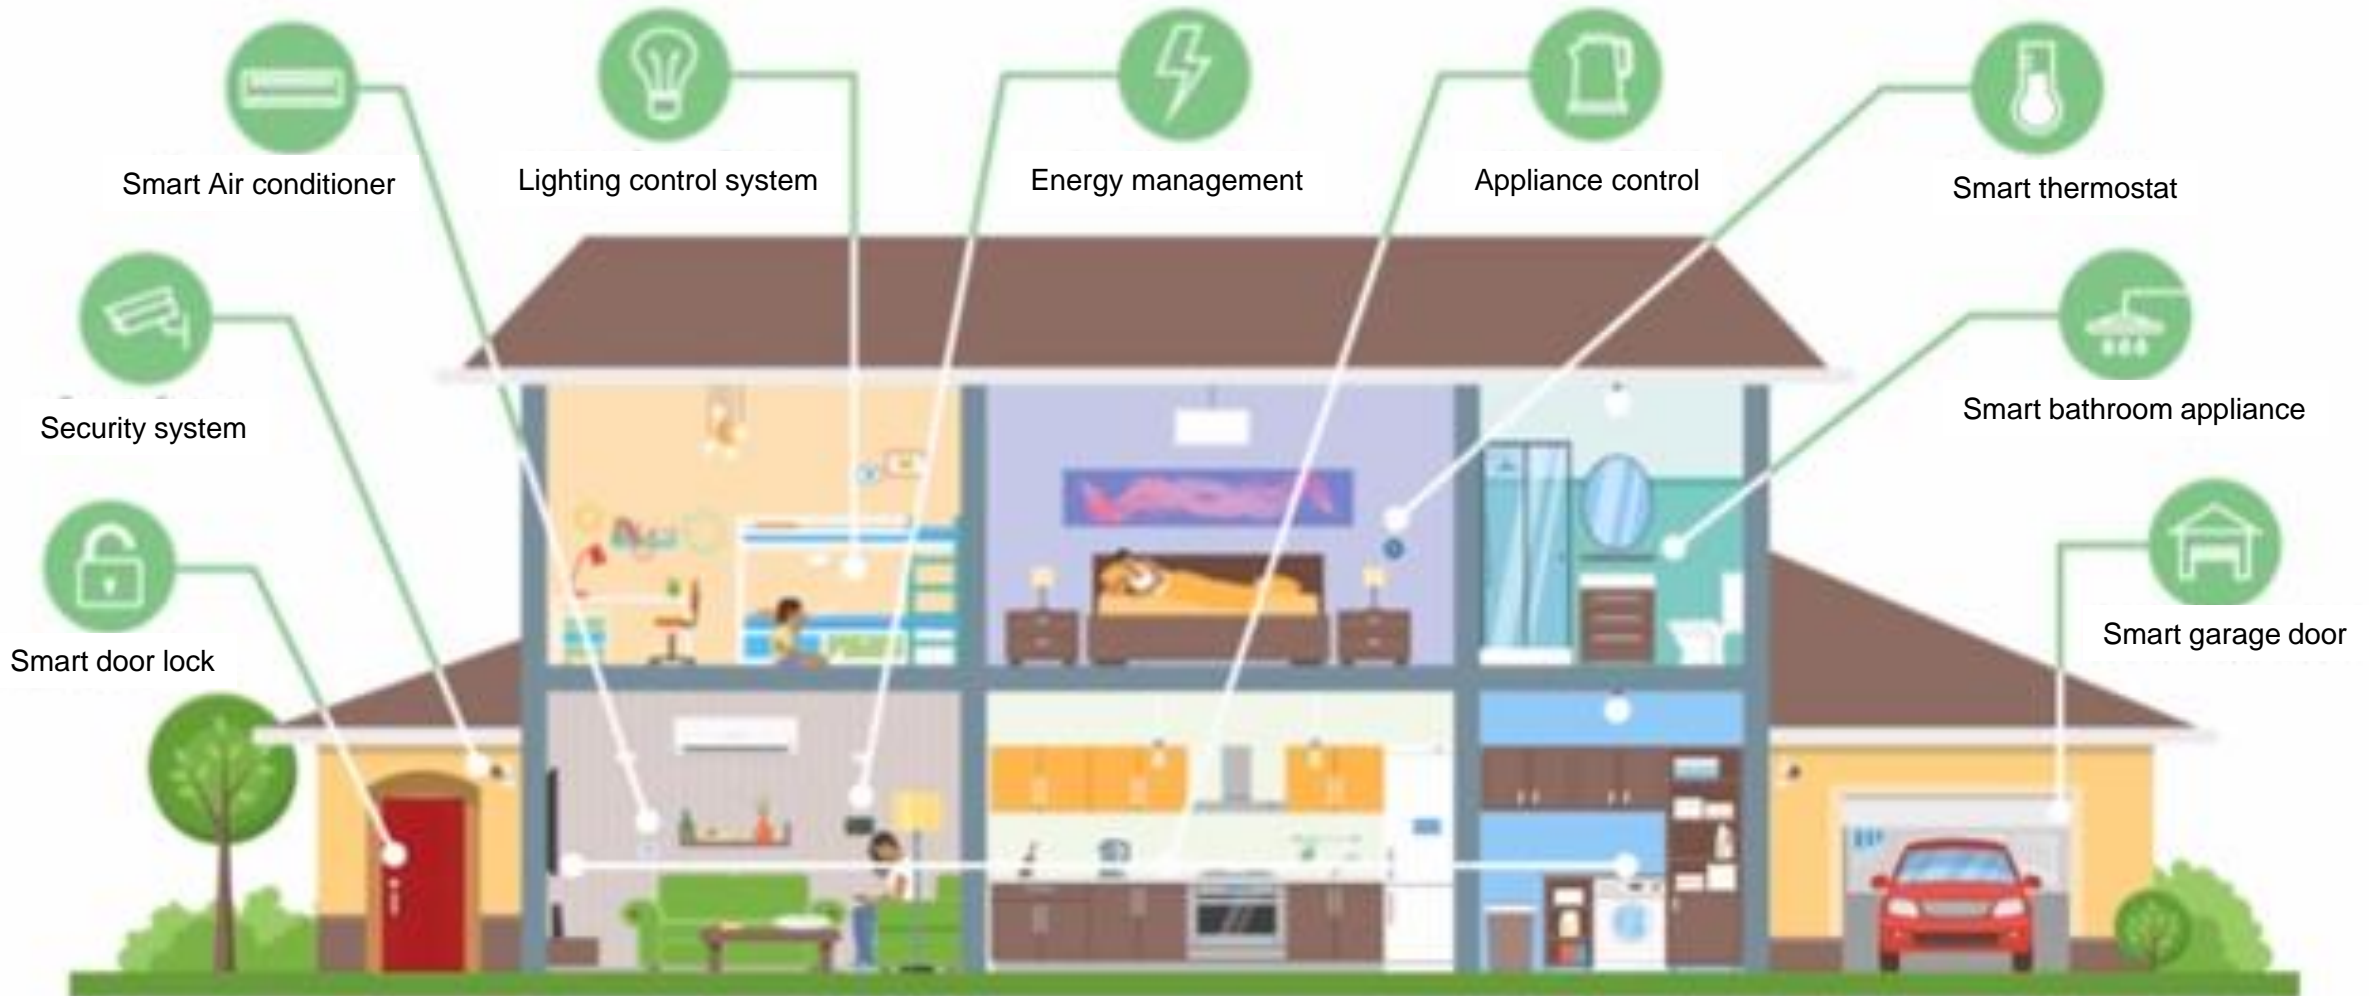 Smart Air conditioner
Lighting control system
Energy management
Appliance control
Smart thermostat
Security system
Smart bathroom appliance
Smart door lock
Smart garage door